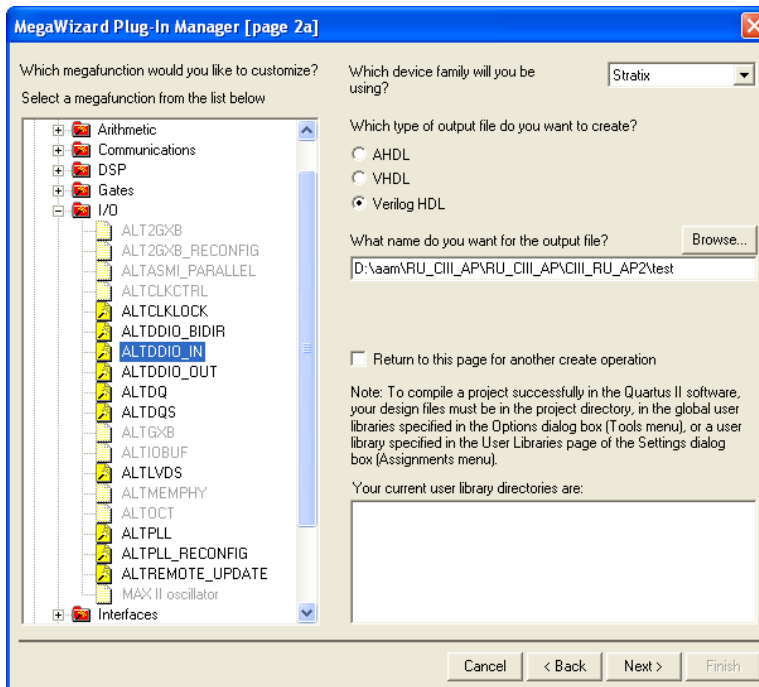 MegaWizard Plug-In Manager [page 2a]
Which megafunction would you like to customize?
Select a megafunction from the list below
Arithmetic
Communications
DSP
Gates
I/O
ALT2GXB
ALT2GXB_RECONFIG
ALTASMI_PARALLEL
ALTCLKCTRL
ALTCLKLOCK
ALTDDIO_BIDIR
ALTDDIO_IN
ALTDDIO_OUT
ALTDQ
ALTDQS
ALTGXB
ALTIOBUF
ALTLVDS
ALTMEMPHY
ALTOCT
ALTPLL
ALTPLL_RECONFIG
ALTREMOTE_UPDATE
MAX II oscillator
Interfaces
Which device family will you be
using?
Stratix
Which type of output file do you want to create?
AHDL
VHDL
Verilog HDL
What name do you want for the output file?
Browse...
D:\aam\RU_CIII_AP\RU_CIII_AP\CIII_RU_AP2\test
Return to this page for another create operation
Note: To compile a project successfully in the Quartus II software,
your design files must be in the project directory, in the global user
libraries specified in the Options dialog box (Tools menu), or a user
library specified in the User Libraries page of the Settings dialog
box (Assignments menu).
Your current user library directories are:
Cancel
< Back
Next >
Finish